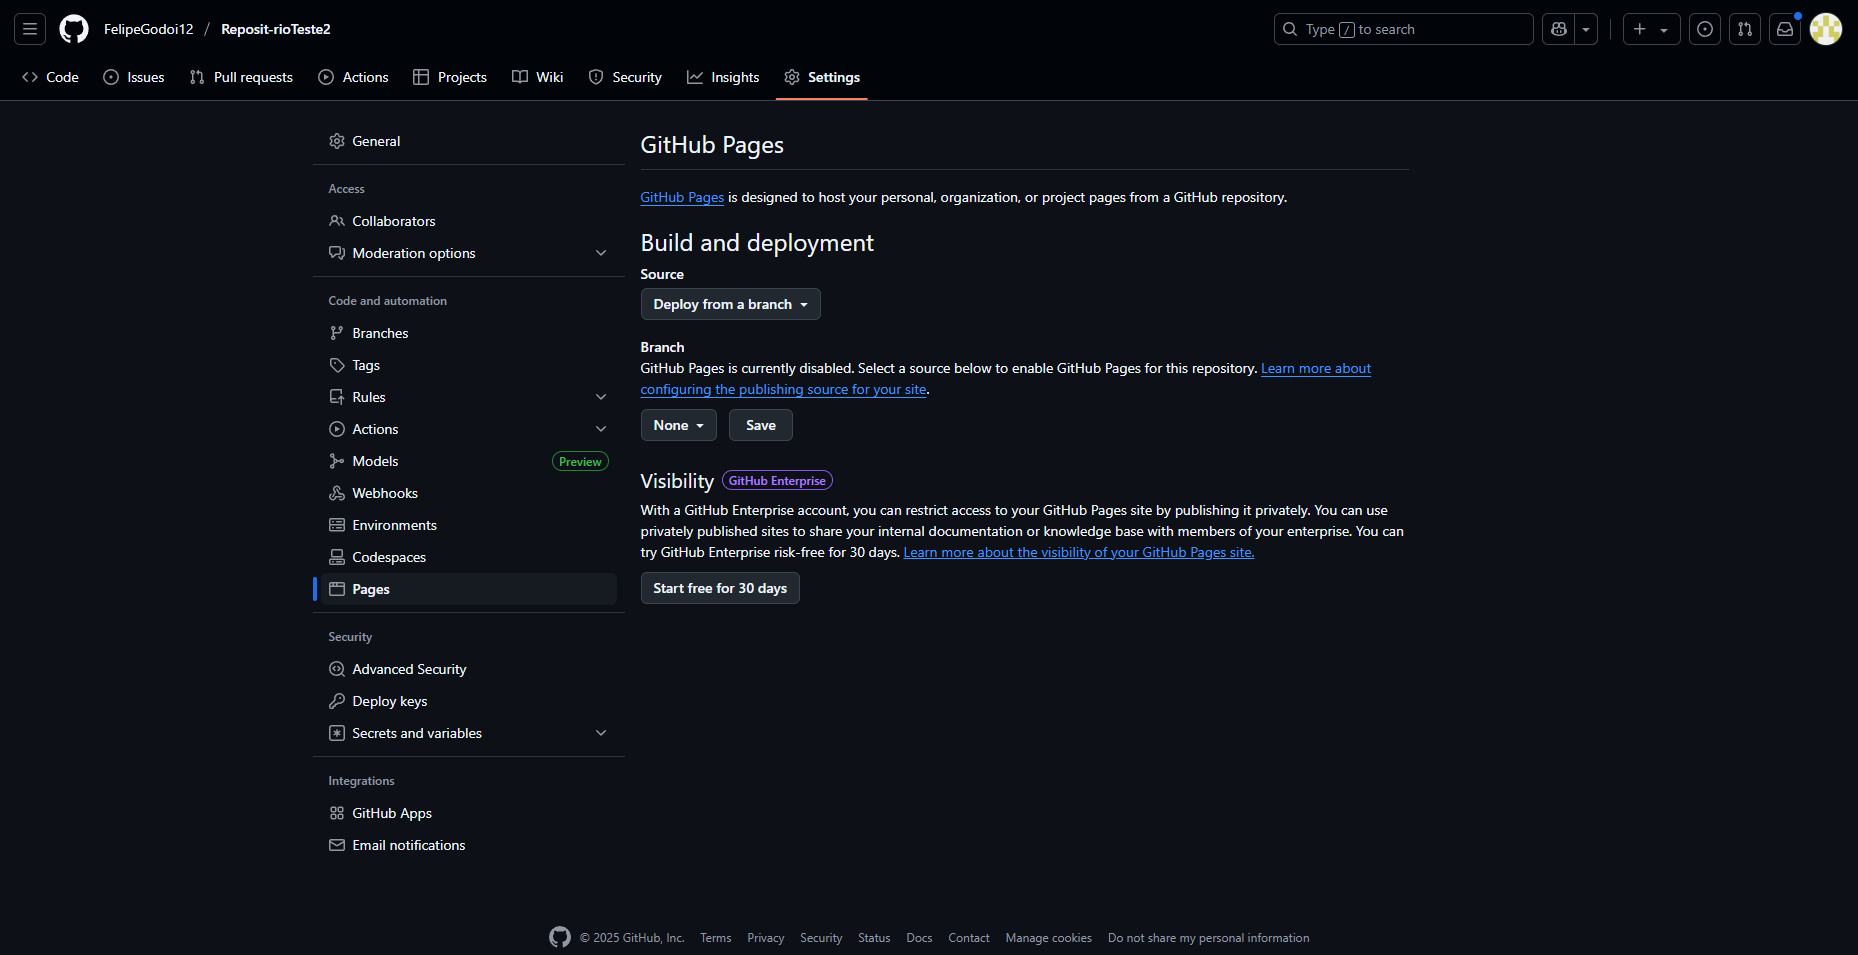 FelipeGodoi12 / Reposit-rioTeste2
Type / to search
Code Issues Pull requests Actions Projects Wiki Security Insights Settings
General
Access
Collaborators
Moderation options
Code and automation
Branches
Tags
Rules
Actions
Models Preview
Webhooks
Environments
Codespaces
Pages
Security
Advanced Security
Deploy keys
Secrets and variables
Integrations
GitHub Apps
Email notifications
GitHub Pages
GitHub Pages is designed to host your personal, organization, or project pages from a GitHub repository.
Build and deployment
Source
Deploy from a branch
Branch
GitHub Pages is currently disabled. Select a source below to enable GitHub Pages for this repository. Learn more about
configuring the publishing source for your site.
None Save
Visibility GitHub Enterprise
With a GitHub Enterprise account, you can restrict access to your GitHub Pages site by publishing it privately. You can use
privately published sites to share your internal documentation or knowledge base with members of your enterprise. You can
try GitHub Enterprise risk-free for 30 days. Learn more about the visibility of your GitHub Pages site.
Start free for 30 days
© 2025 GitHub, Inc. Terms Privacy Security Status Docs Contact Manage cookies Do not share my personal information